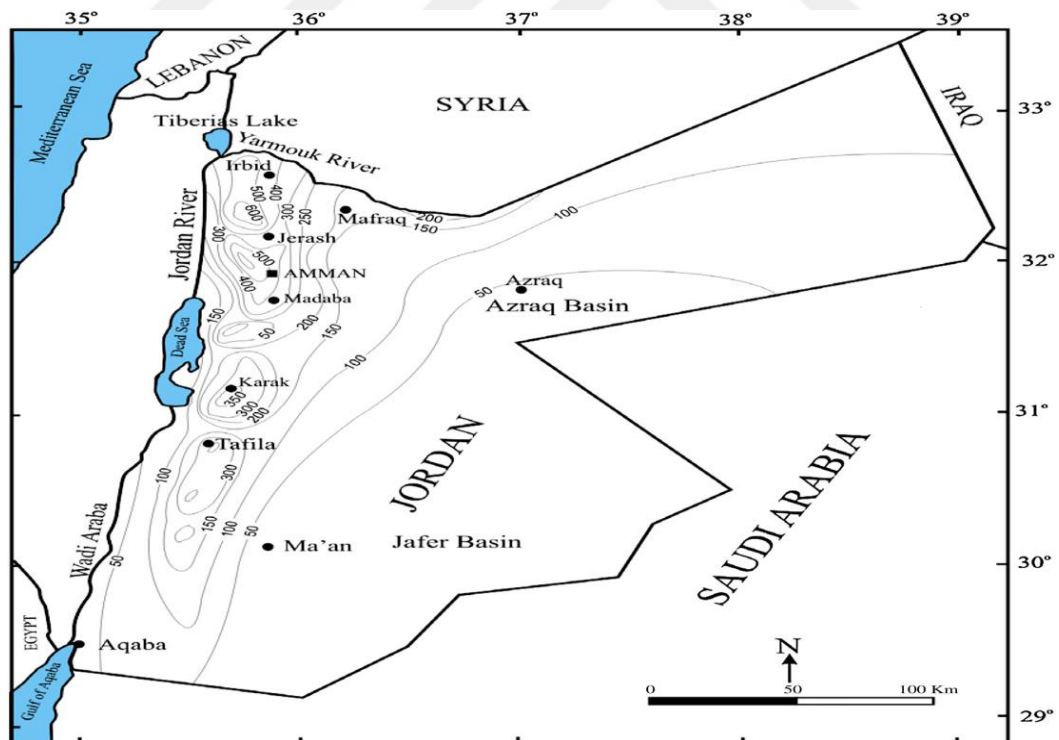 35°
36°
37°
38°
39°
Mediterranean Sea
LEBANON
SYRIA
IRAQ
33°
Tiberias Lake
Yarmouk River
Irbid
400
500
300
250
600
Mafraq
200
150
100
Jordan River
300
Jerash
500
AMMAN
400
32°
Madaba
Azraq
50
Azraq Basin
150
200
150
50
Dead Sea
100
Karak
350
300
200
31°
Tafila
100
300
JORDAN
SAUDI ARABIA
150
100
50
Ma'an
Jafer Basin
30°
Wadi Araba
50
EGYPT
Aqaba
Gulf of Aqaba
N
0
50
100 Km
29°